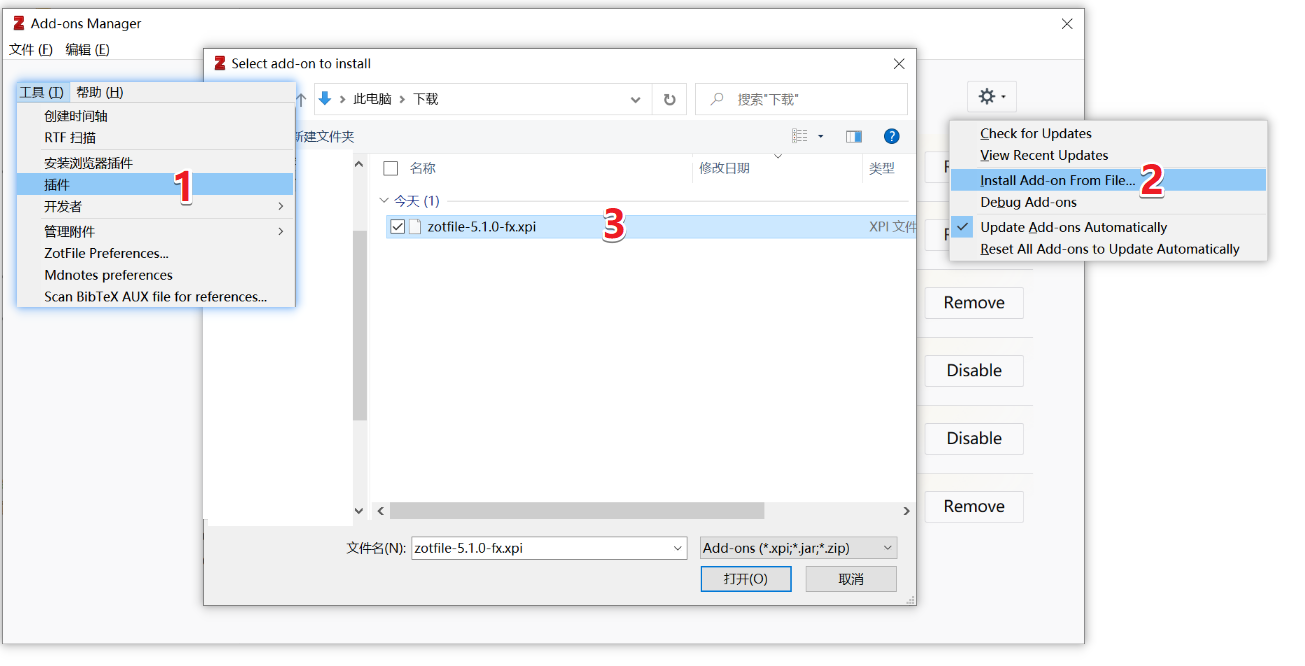 Add-ons Manager
文件 (F) 编辑 (E)
工具 (T) 帮助 (H)
创建时间轴
RTF 扫描
安装浏览器插件
插件
1
开发者
管理附件
ZotFile Preferences...
Mdnotes preferences
Scan BibTeX AUX file for references...
Select add-on to install
此电脑 下载
搜索"下载"
新建文件夹
名称 修改日期 类型
今天 (1)
zotfile-5.1.0-fx.xpi XPI 文件
3
文件名(N): zotfile-5.1.0-fx.xpi Add-ons (*.xpi;*.jar;*.zip)
打开(O) 取消
Check for Updates
View Recent Updates
Install Add-on From File...
2
Debug Add-ons
Update Add-ons Automatically
Reset All Add-ons to Update Automatically
Remove
Disable
Disable
Remove